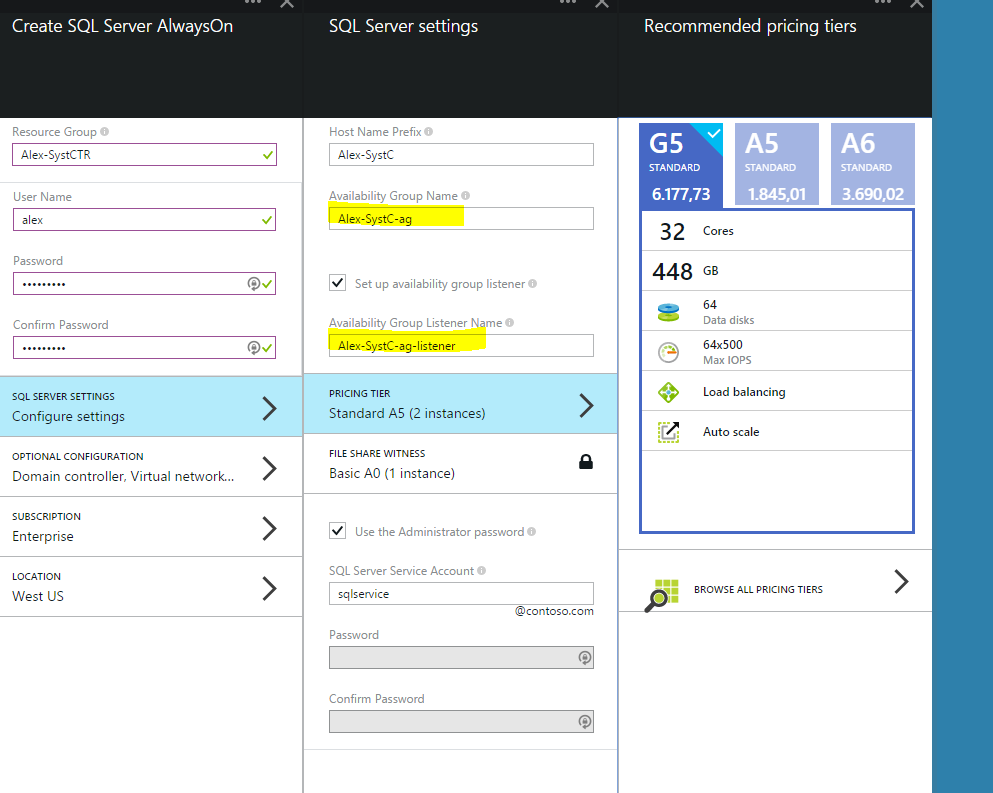 Create SQL Server AlwaysOn
Resource Group
Alex-SystCTR
User Name
alex
Password
•••••••••
Confirm Password
•••••••••
SQL SERVER SETTINGS
Configure settings
OPTIONAL CONFIGURATION
Domain controller, Virtual network...
SUBSCRIPTION
Enterprise
LOCATION
West US
SQL Server settings
Host Name Prefix
Alex-SystC
Availability Group Name
Alex-SystC-ag
Set up availability group listener
Availability Group Listener Name
Alex-SystC-ag-listener
PRICING TIER
Standard A5 (2 instances)
FILE SHARE WITNESS
Basic A0 (1 instance)
Use the Administrator password
SQL Server Service Account
sqlservice
@contoso.com
Password
Confirm Password
Recommended pricing tiers
G5
STANDARD
6.177,73
A5
STANDARD
1.845,01
A6
STANDARD
3.690,02
32 Cores
448 GB
64
Data disks
64x500
Max IOPS
Load balancing
Auto scale
BROWSE ALL PRICING TIERS